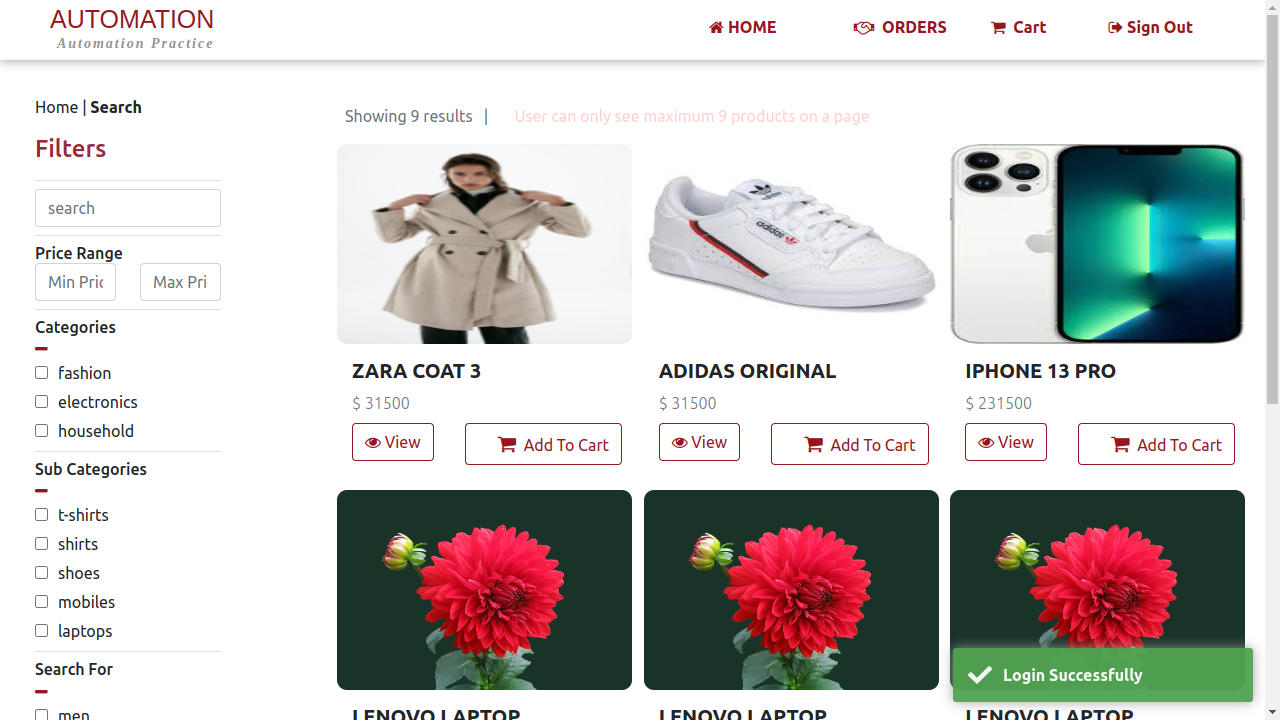 AUTOMATION
Automation Practice
HOME
ORDERS
Cart
Sign Out
Home | Search
Filters
search
Price Range
Min Pric
Max Pri
Categories
fashion
electronics
household
Sub Categories
t-shirts
shirts
shoes
mobiles
laptops
Search For
men
Showing 9 results |
User can only see maximum 9 products on a page
adidas
adidas
ZARA COAT 3
$ 31500
View
Add To Cart
ADIDAS ORIGINAL
$ 31500
View
Add To Cart
IPHONE 13 PRO
$ 231500
View
Add To Cart
LENOVO LAPTOP
LENOVO LAPTOP
LENOVO LAPTOP
Login Successfully